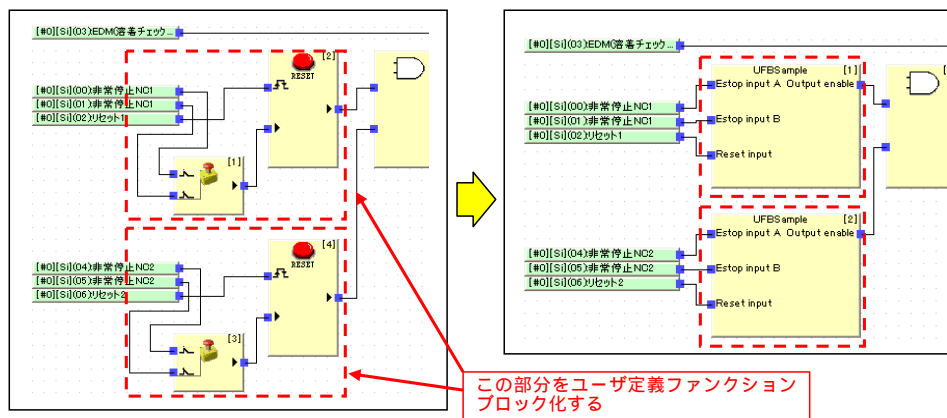 [#0][Si](03):EDM(溶着チェック...
[2]
RESET
[#0][Si](00):非常停止NC1
[#0][Si](01):非常停止NC1
[#0][Si](02):リセット1
[1]
[4]
RESET
[#0][Si](04):非常停止NC2
[#0][Si](05):非常停止NC2
[#0][Si](06):リセット2
[3]
[#0][Si](03):EDM(溶着チェック...
UFBSample
[1]
Estop input A Output enable
[#0][Si](00):非常停止NC1
[#0][Si](01):非常停止NC1
Estop input B
[#0][Si](02):リセット1
Reset input
UFBSample
[2]
Estop input A Output enable
[#0][Si](04):非常停止NC2
[#0][Si](05):非常停止NC2
Estop input B
[#0][Si](06):リセット2
Reset input
この部分をユーザ定義ファンクション
ブロック化する